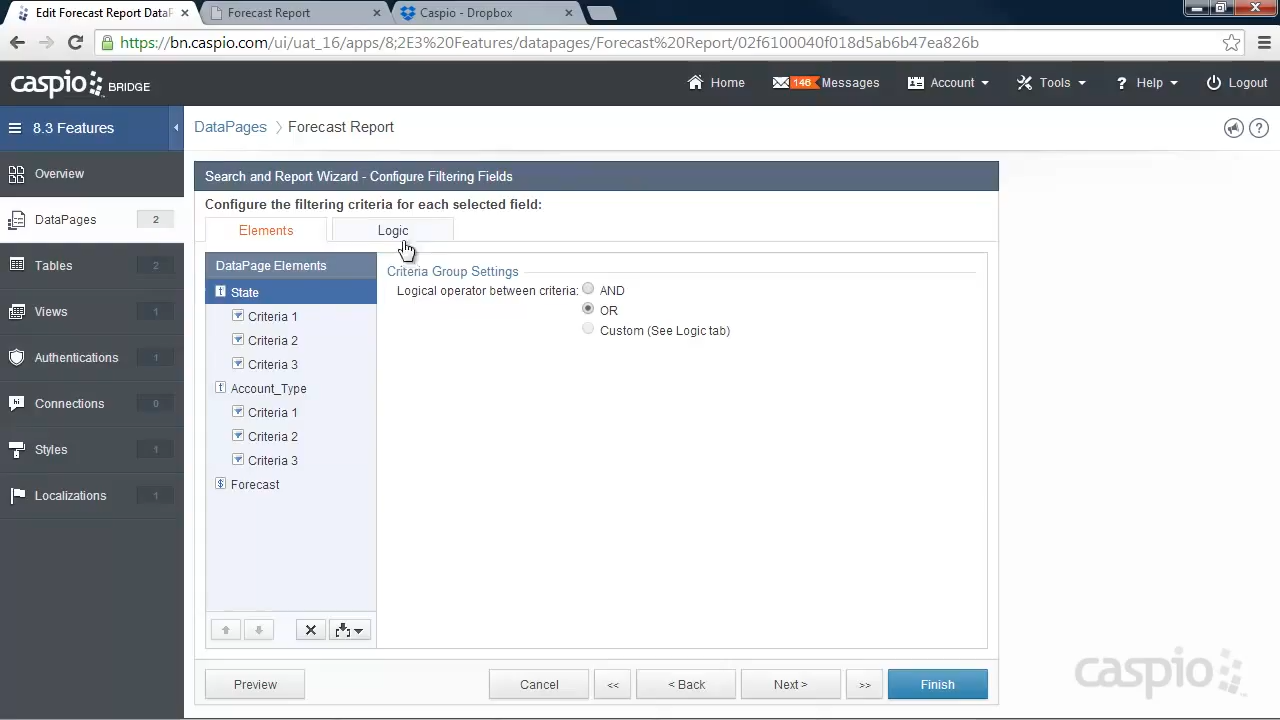 Edit Forecast Report DataP
Forecast Report
Caspio - Dropbox
https://bn.caspio.com/ui/uat_16/apps/8;2E3%20Features/datapages/Forecast%20Report/02f6100040f018d5ab6b47ea826b
caspio BRIDGE
Home
146 Messages
Account
Tools
? Help
Logout
8.3 Features
DataPages
Forecast Report
Overview
DataPages 2
Tables 2
Views 1
Authentications 1
Connections 0
Styles 1
Localizations 1
Search and Report Wizard - Configure Filtering Fields
Configure the filtering criteria for each selected field:
Elements
Logic
DataPage Elements
State
Criteria 1
Criteria 2
Criteria 3
Account_Type
Criteria 1
Criteria 2
Criteria 3
Forecast
Criteria Group Settings
Logical operator between criteria:
AND
OR
Custom (See Logic tab)
Preview
Cancel
<<
< Back
Next >
>>
Finish
caspio